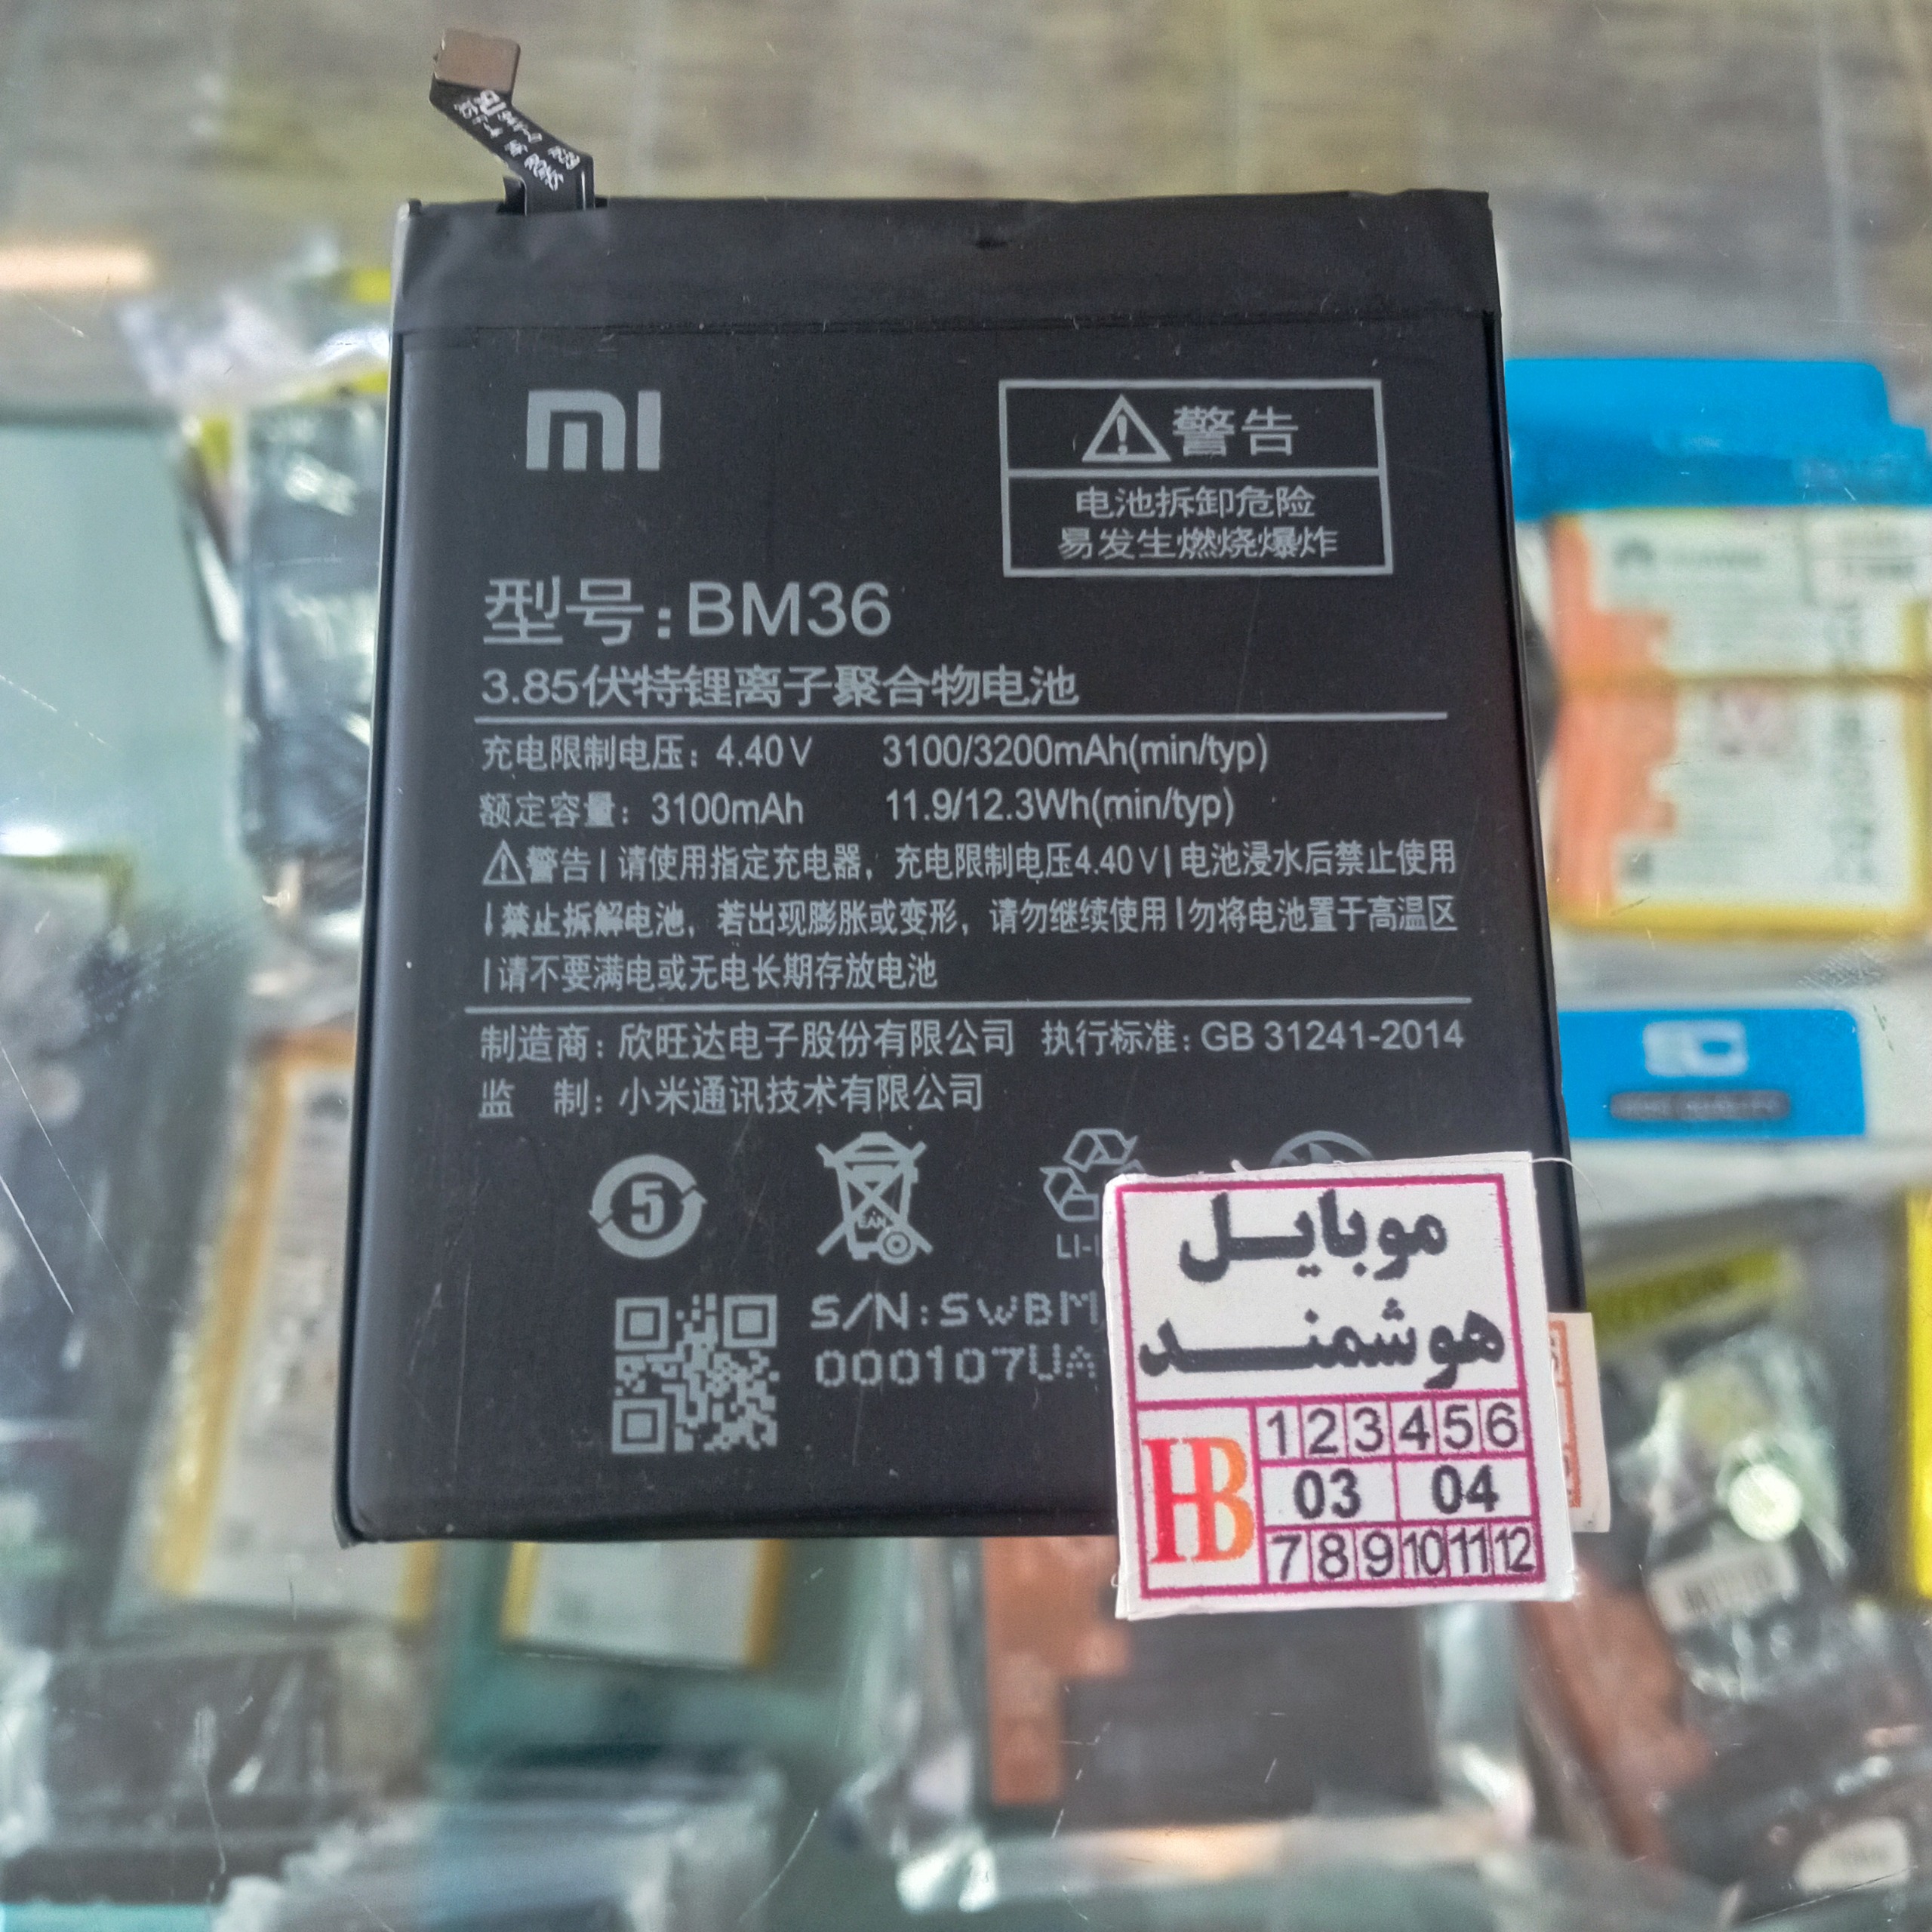 mi
警告
电池拆卸危险
易发生燃烧爆炸
型号:BM36
3.85伏特锂离子聚合物电池
充电限制电压: 4.40V 3100/3200mAh(min/typ)
额定容量: 3100mAh 11.9/12.3Wh(min/typ)
警告|请使用指定充电器, 充电限制电压4.40V|电池浸水后禁止使用
|禁止拆解电池, 若出现膨胀或变形, 请勿继续使用|勿将电池置于高温区
|请不要满电或无电长期存放电池
制造商: 欣旺达电子股份有限公司 执行标准: GB 31241-2014
监 制: 小米通讯技术有限公司
5
LI-
S/N:SWBM
000107UA
موبایل
هوشمند
HB
1 2 3 4 5 6
03 04
7 8 9 10 11 12